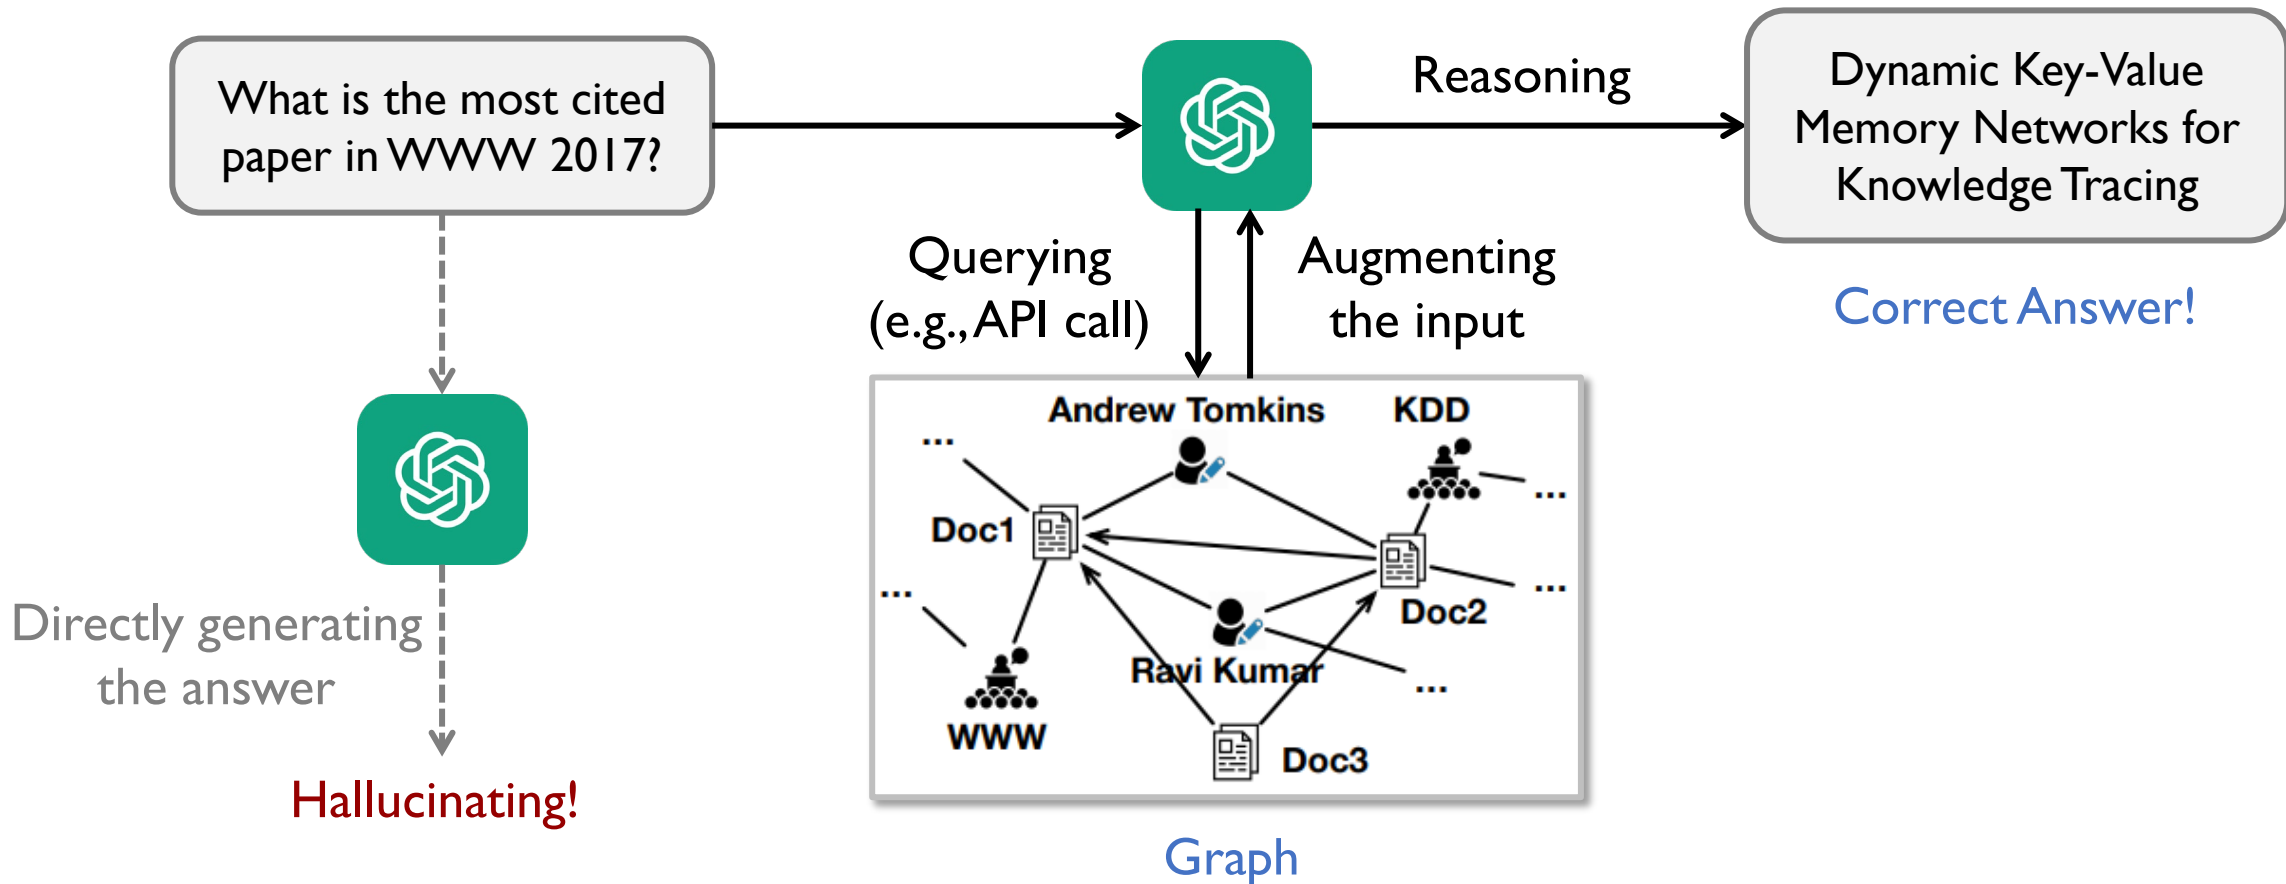 What is the most cited
paper in WWW 2017?
Reasoning
Dynamic Key-Value
Memory Networks for
Knowledge Tracing
Correct Answer!
Querying
(e.g., API call)
Augmenting
the input
Directly generating
the answer
Hallucinating!
Andrew Tomkins
KDD
...
...
Doc1
...
...
Doc2
Ravi Kumar
...
WWW
Doc3
Graph